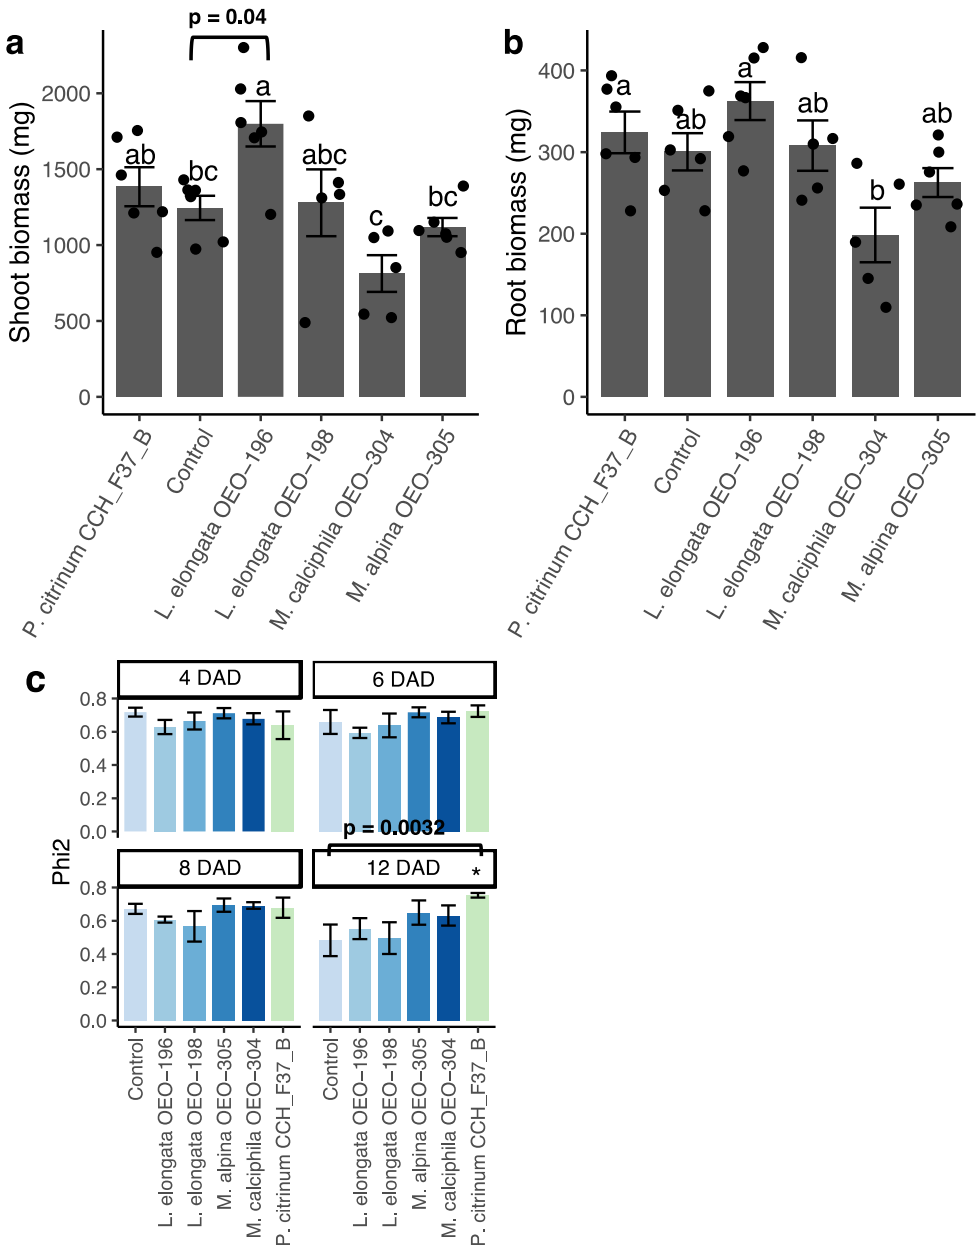 a
p = 0.04
Shoot biomass (mg)
2000
1500
1000
500
0
ab
bc
a
abc
c
bc
P. citrinum CCH_F37_B
Control
L. elongata OEO−196
L. elongata OEO−198
M. calciphila OEO−304
M. alpina OEO−305
b
Root biomass (mg)
400
300
200
100
0
a
ab
a
ab
b
ab
P. citrinum CCH_F37_B
Control
L. elongata OEO−196
L. elongata OEO−198
M. calciphila OEO−304
M. alpina OEO−305
c
Phi2
4 DAD
6 DAD
0.8
0.6
0.4
0.2
0.0
p = 0.0032
8 DAD
12 DAD
*
0.8
0.6
0.4
0.2
0.0
Control
L. elongata OEO−196
L. elongata OEO−198
M. alpina OEO−305
M. calciphila OEO−304
P. citrinum CCH_F37_B
Control
L. elongata OEO−196
L. elongata OEO−198
M. alpina OEO−305
M. calciphila OEO−304
P. citrinum CCH_F37_B